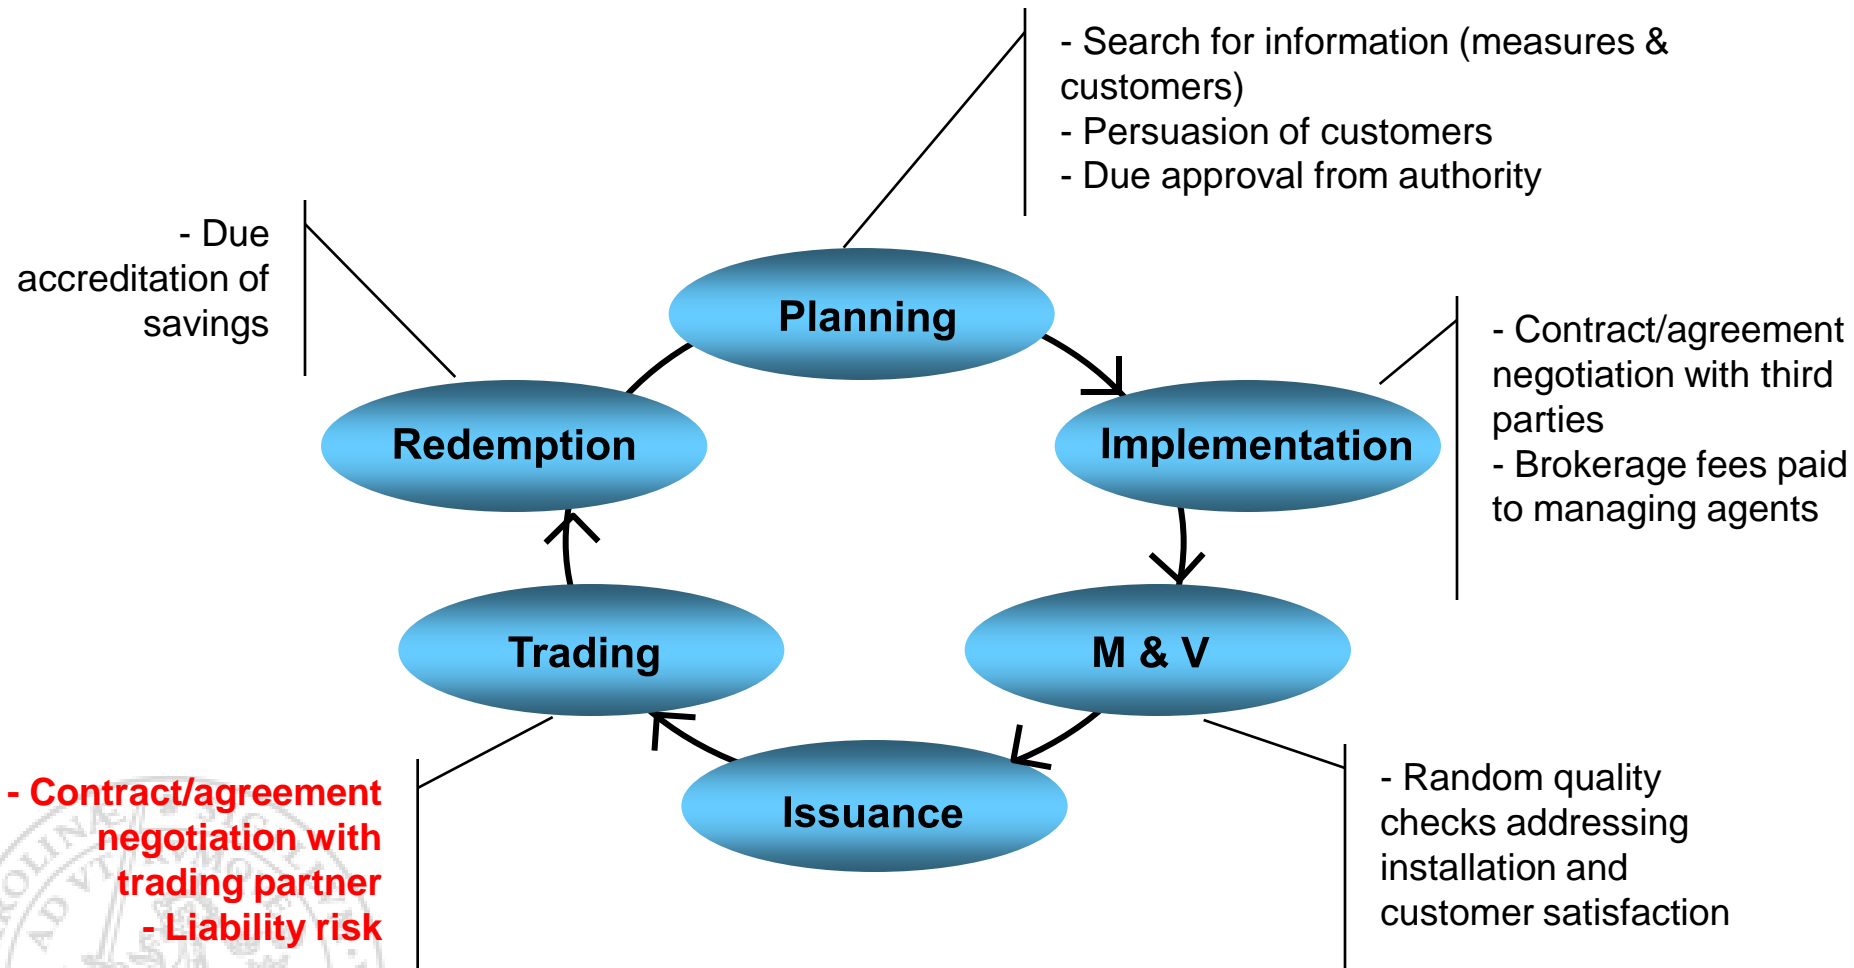 - Search for information (measures &
customers)
- Persuasion of customers
- Due approval from authority
- Due
accreditation of
savings
Planning
- Contract/agreement
negotiation with third
parties
- Brokerage fees paid
to managing agents
Redemption
Implementation
Trading
M & V
Issuance
- Contract/agreement
negotiation with
trading partner
- Liability risk
- Random quality
checks addressing
installation and
customer satisfaction